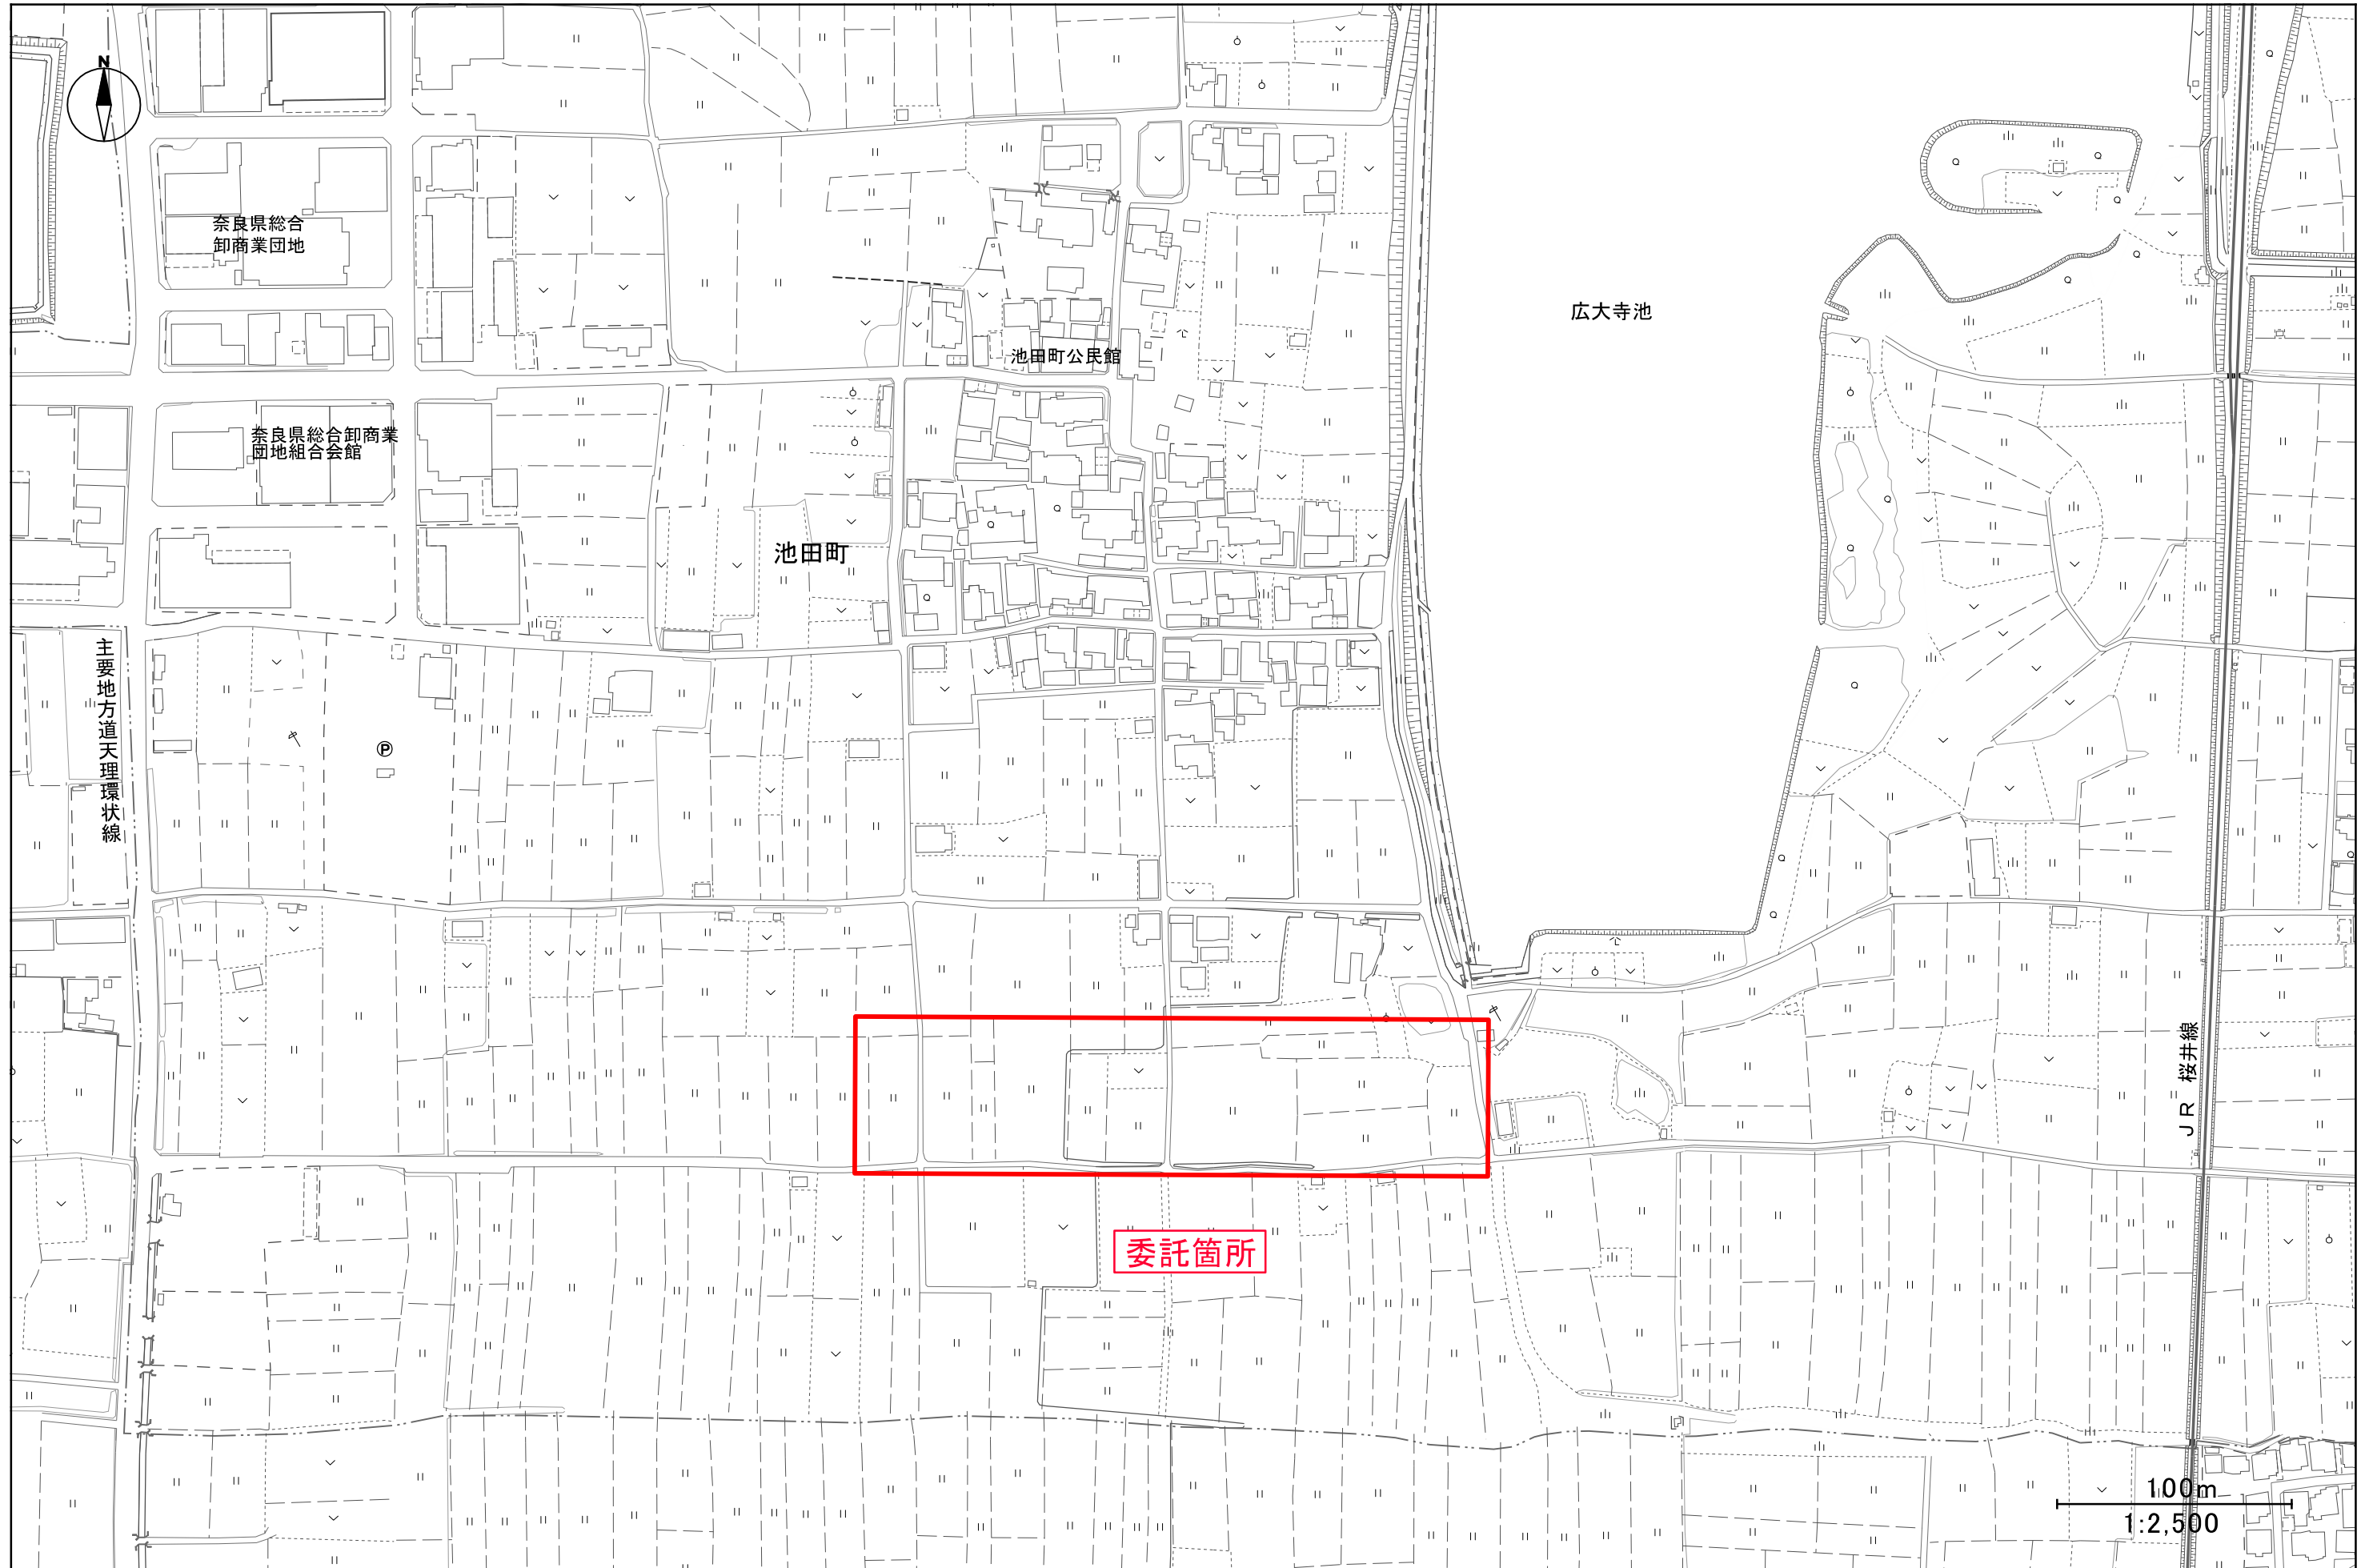 N
奈良県総合
卸商業団地
広大寺池
池田町公民館
奈良県総合卸商業
団地組合会館
池田町
主要地方道天理環状線
P
JR 桜井線
委託箇所
100m
1:2,500